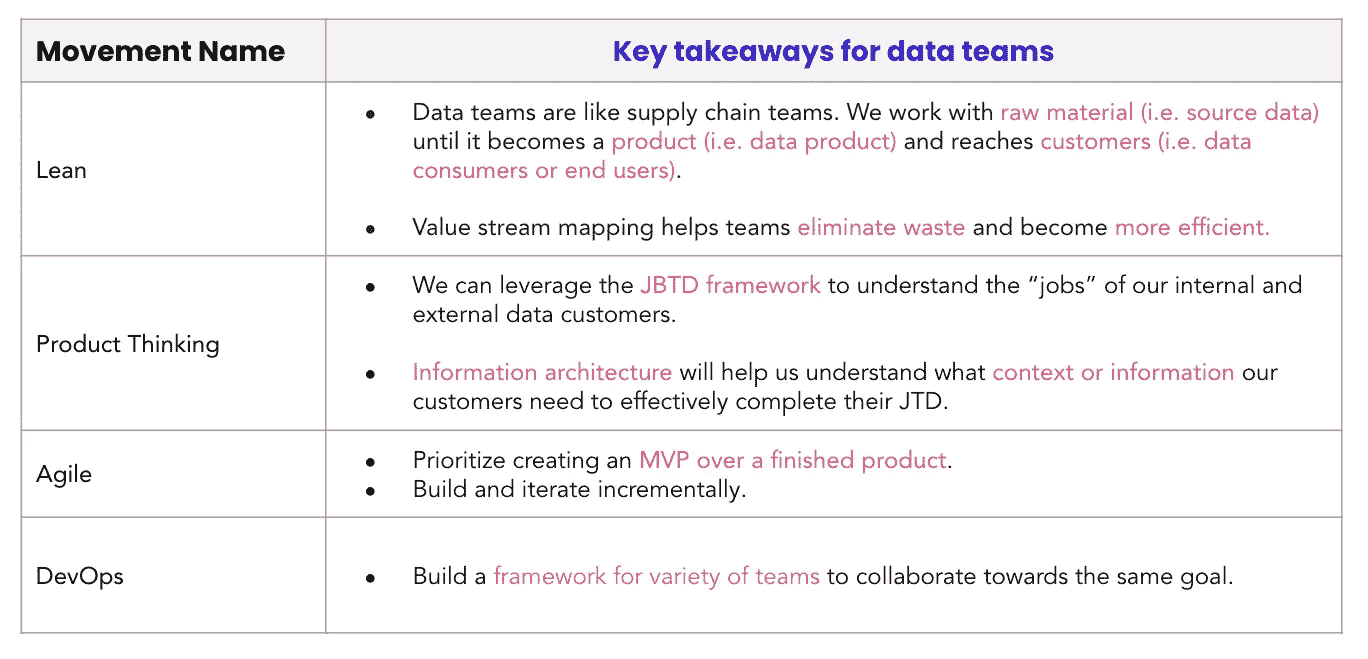 Movement Name
Key takeaways for data teams
Lean
• Data teams are like supply chain teams. We work with raw material (i.e. source data)
until it becomes a product (i.e. data product) and reaches customers (i.e. data
consumers or end users).
• Value stream mapping helps teams eliminate waste and become more efficient.
Product Thinking
• We can leverage the JBTD framework to understand the “jobs” of our internal and
external data customers.
• Information architecture will help us understand what context or information our
customers need to effectively complete their JTD.
Agile
• Prioritize creating an MVP over a finished product.
• Build and iterate incrementally.
DevOps
• Build a framework for variety of teams to collaborate towards the same goal.